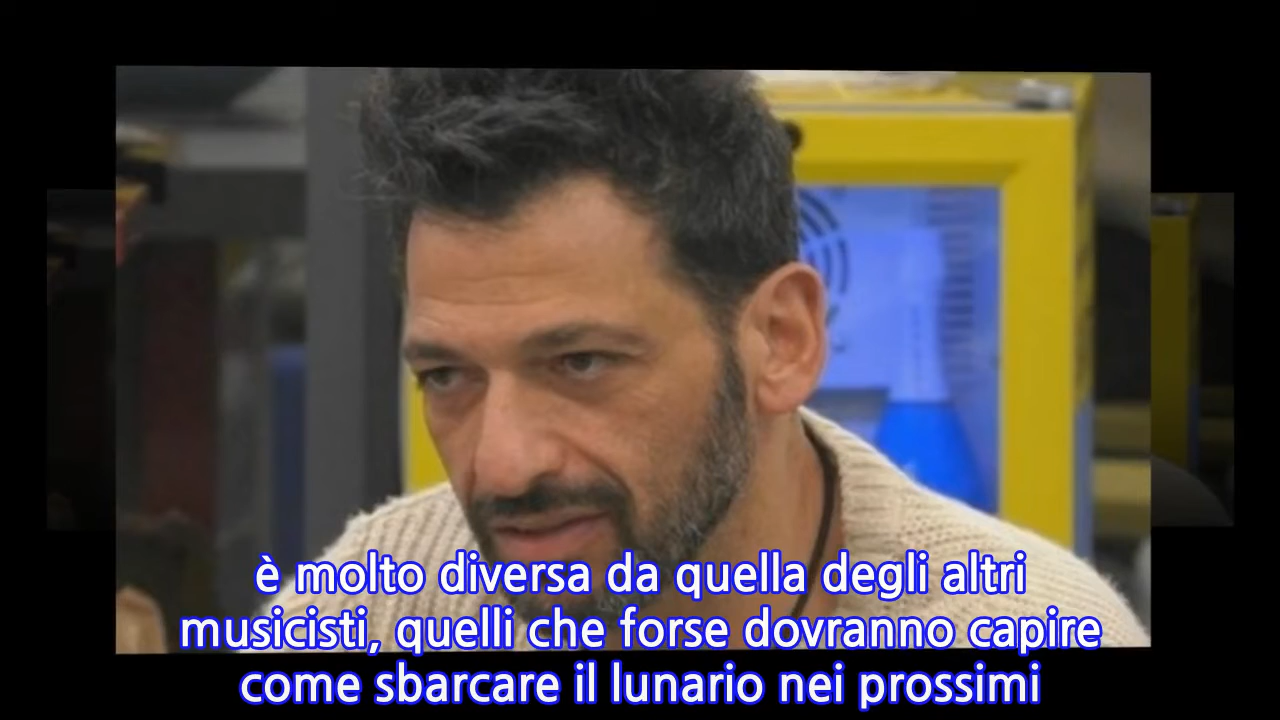 è molto diversa da quella degli altri
musicisti, quelli che forse dovranno capire
come sbarcare il lunario nei prossimi